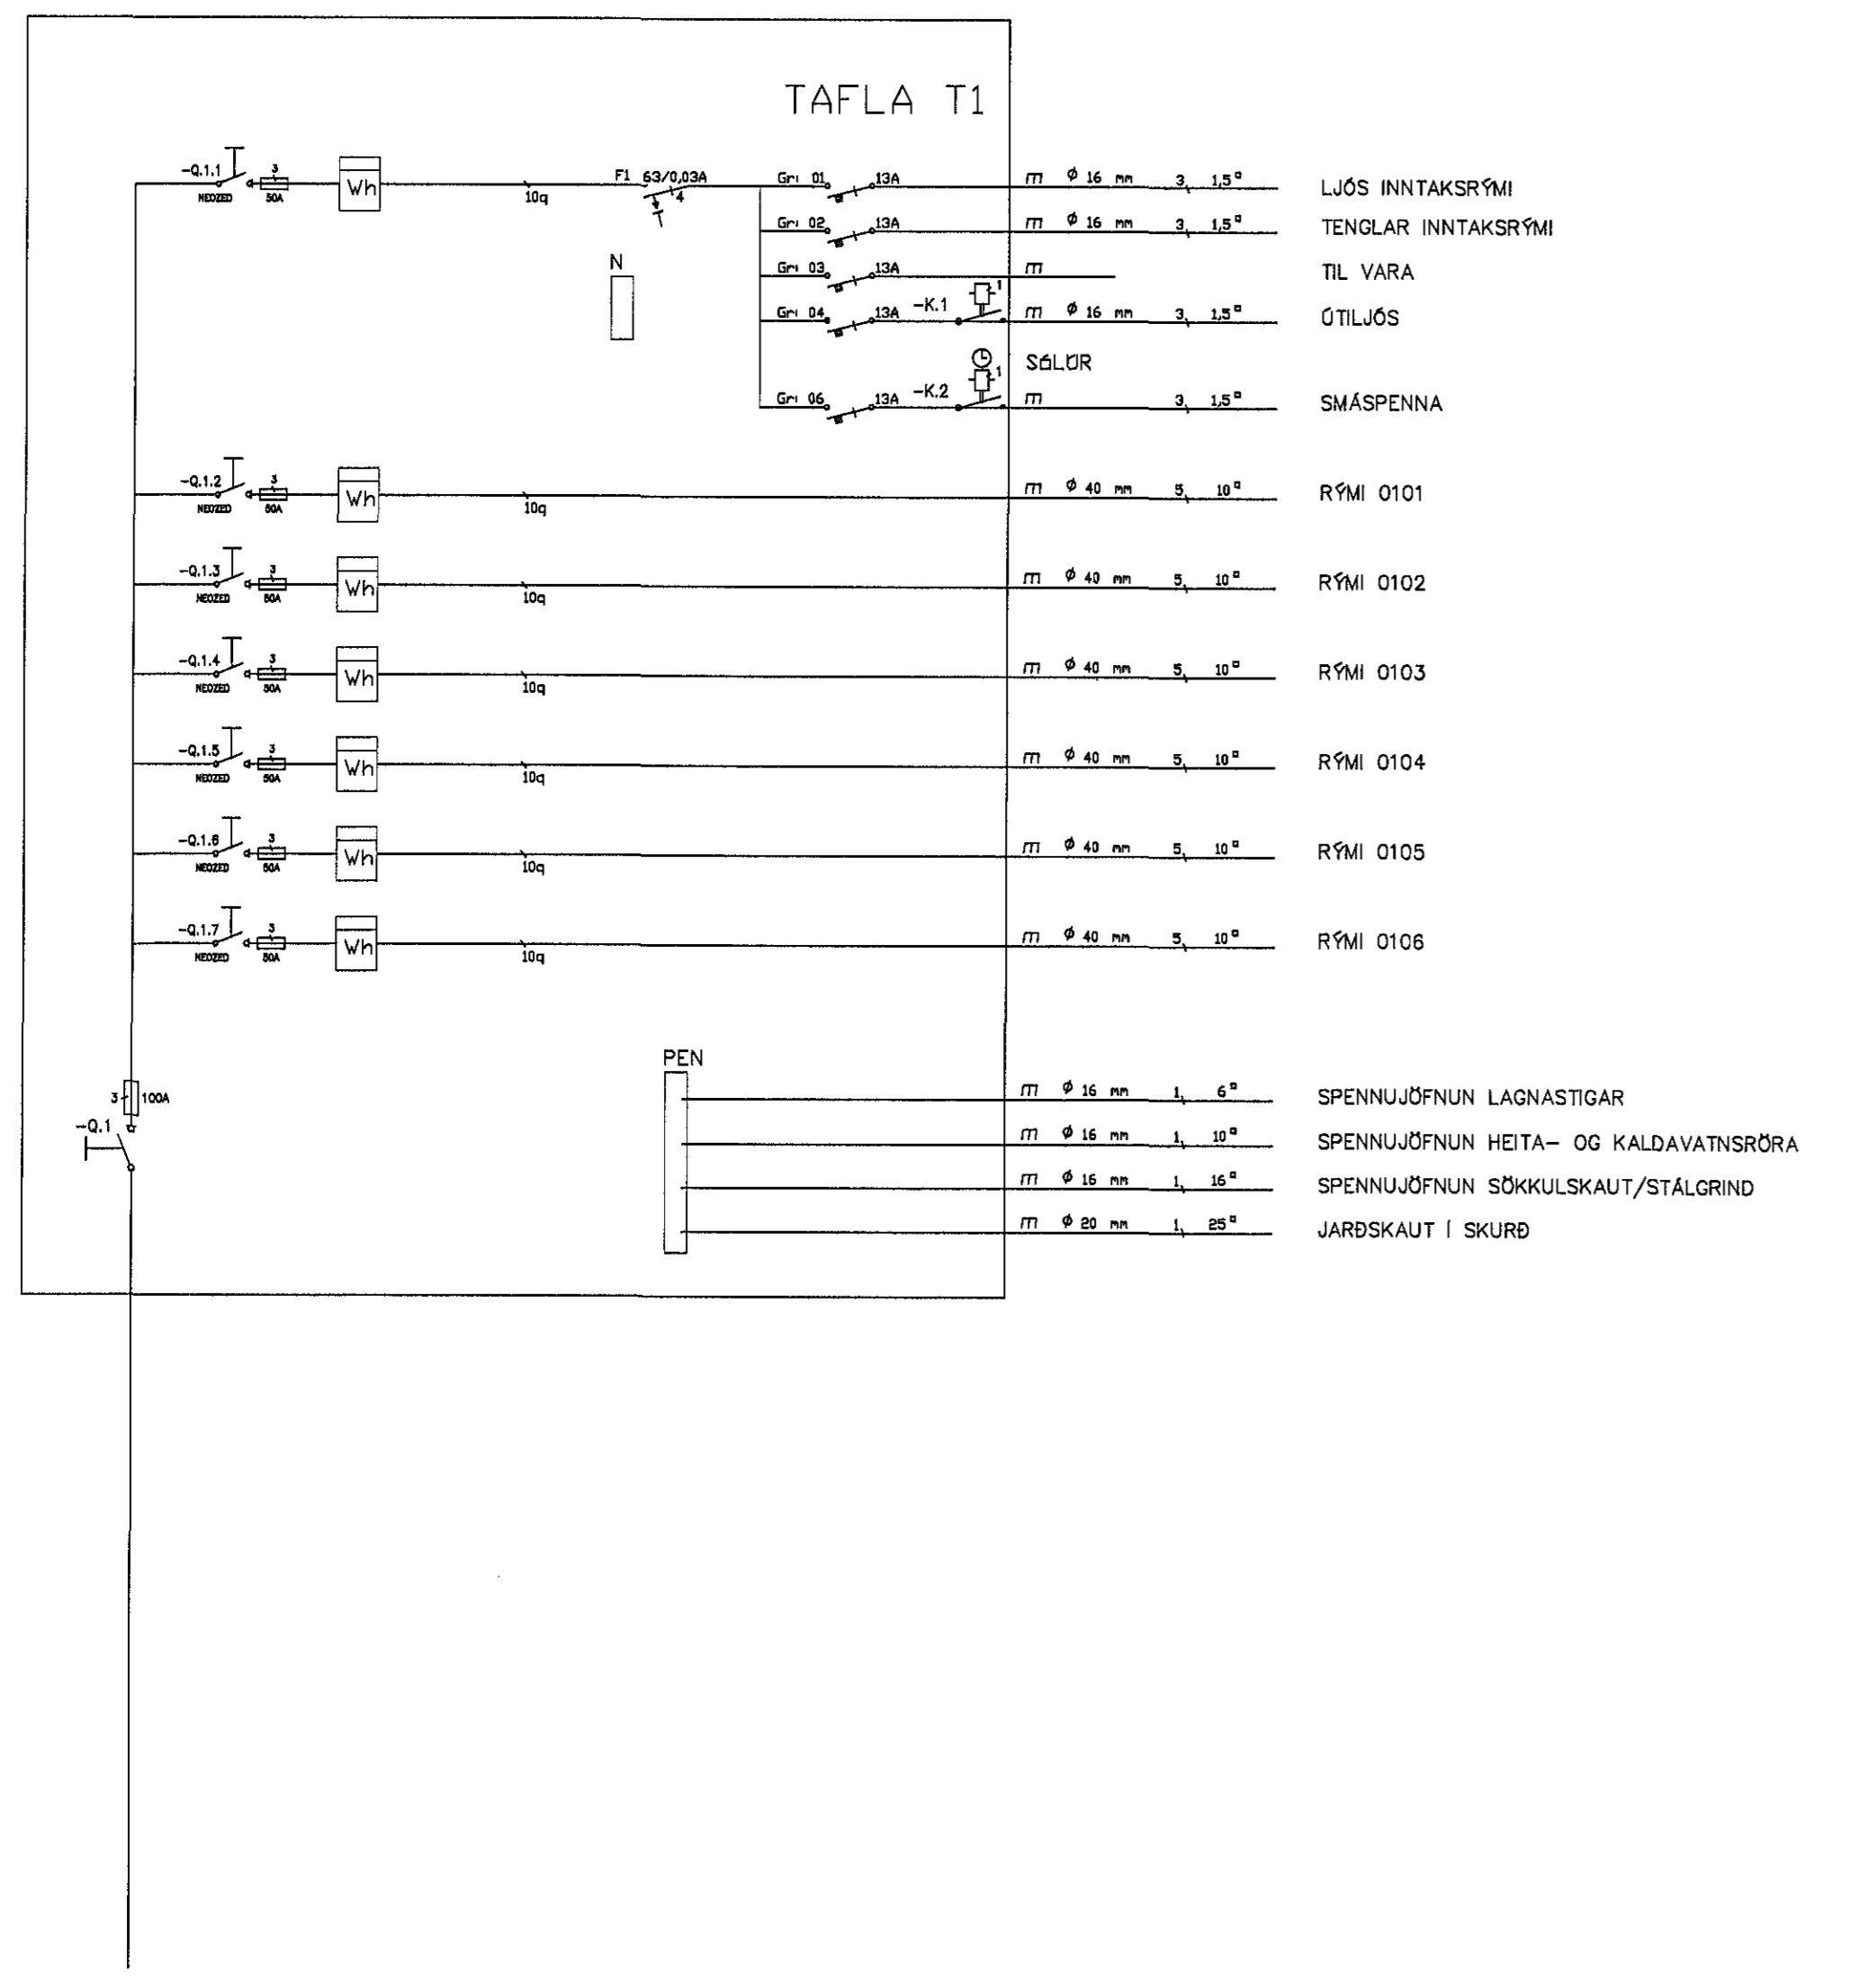 TAFLA T1
-Q.1.1 3 NEOZED 50A Wh 10q F1 63/0,03A 4 Gr: 01 13A m ø 16 mm 3 1,5▫ LJÓS INNTAKSRÝMI
Gr: 02 13A m ø 16 mm 3 1,5▫ TENGLAR INNTAKSRÝMI
N
Gr: 03 13A m TIL VARA
Gr: 04 13A -K.1 1 m ø 16 mm 3 1,5▫ ÚTILJÓS
SÓLÚR
Gr: 06 13A -K.2 1 m 3 1,5▫ SMÁSPENNA
-Q.1.2 3 NEOZED 50A Wh 10q m ø 40 mm 5 10▫ RÝMI 0101
-Q.1.3 3 NEOZED 50A Wh 10q m ø 40 mm 5 10▫ RÝMI 0102
-Q.1.4 3 NEOZED 50A Wh 10q m ø 40 mm 5 10▫ RÝMI 0103
-Q.1.5 3 NEOZED 50A Wh 10q m ø 40 mm 5 10▫ RÝMI 0104
-Q.1.6 3 NEOZED 50A Wh 10q m ø 40 mm 5 10▫ RÝMI 0105
-Q.1.7 3 NEOZED 50A Wh 10q m ø 40 mm 5 10▫ RÝMI 0106
PEN
3 100A m ø 16 mm 1 6▫ SPENNUJÖFNUN LAGNASTIGAR
-Q.1 m ø 16 mm 1 10▫ SPENNUJÖFNUN HEITA- OG KALDAVATNSRÖRA
m ø 16 mm 1 16▫ SPENNUJÖFNUN SÖKKULSKAUT/STÁLGRIND
m ø 20 mm 1 25▫ JARÐSKAUT Í SKURÐ